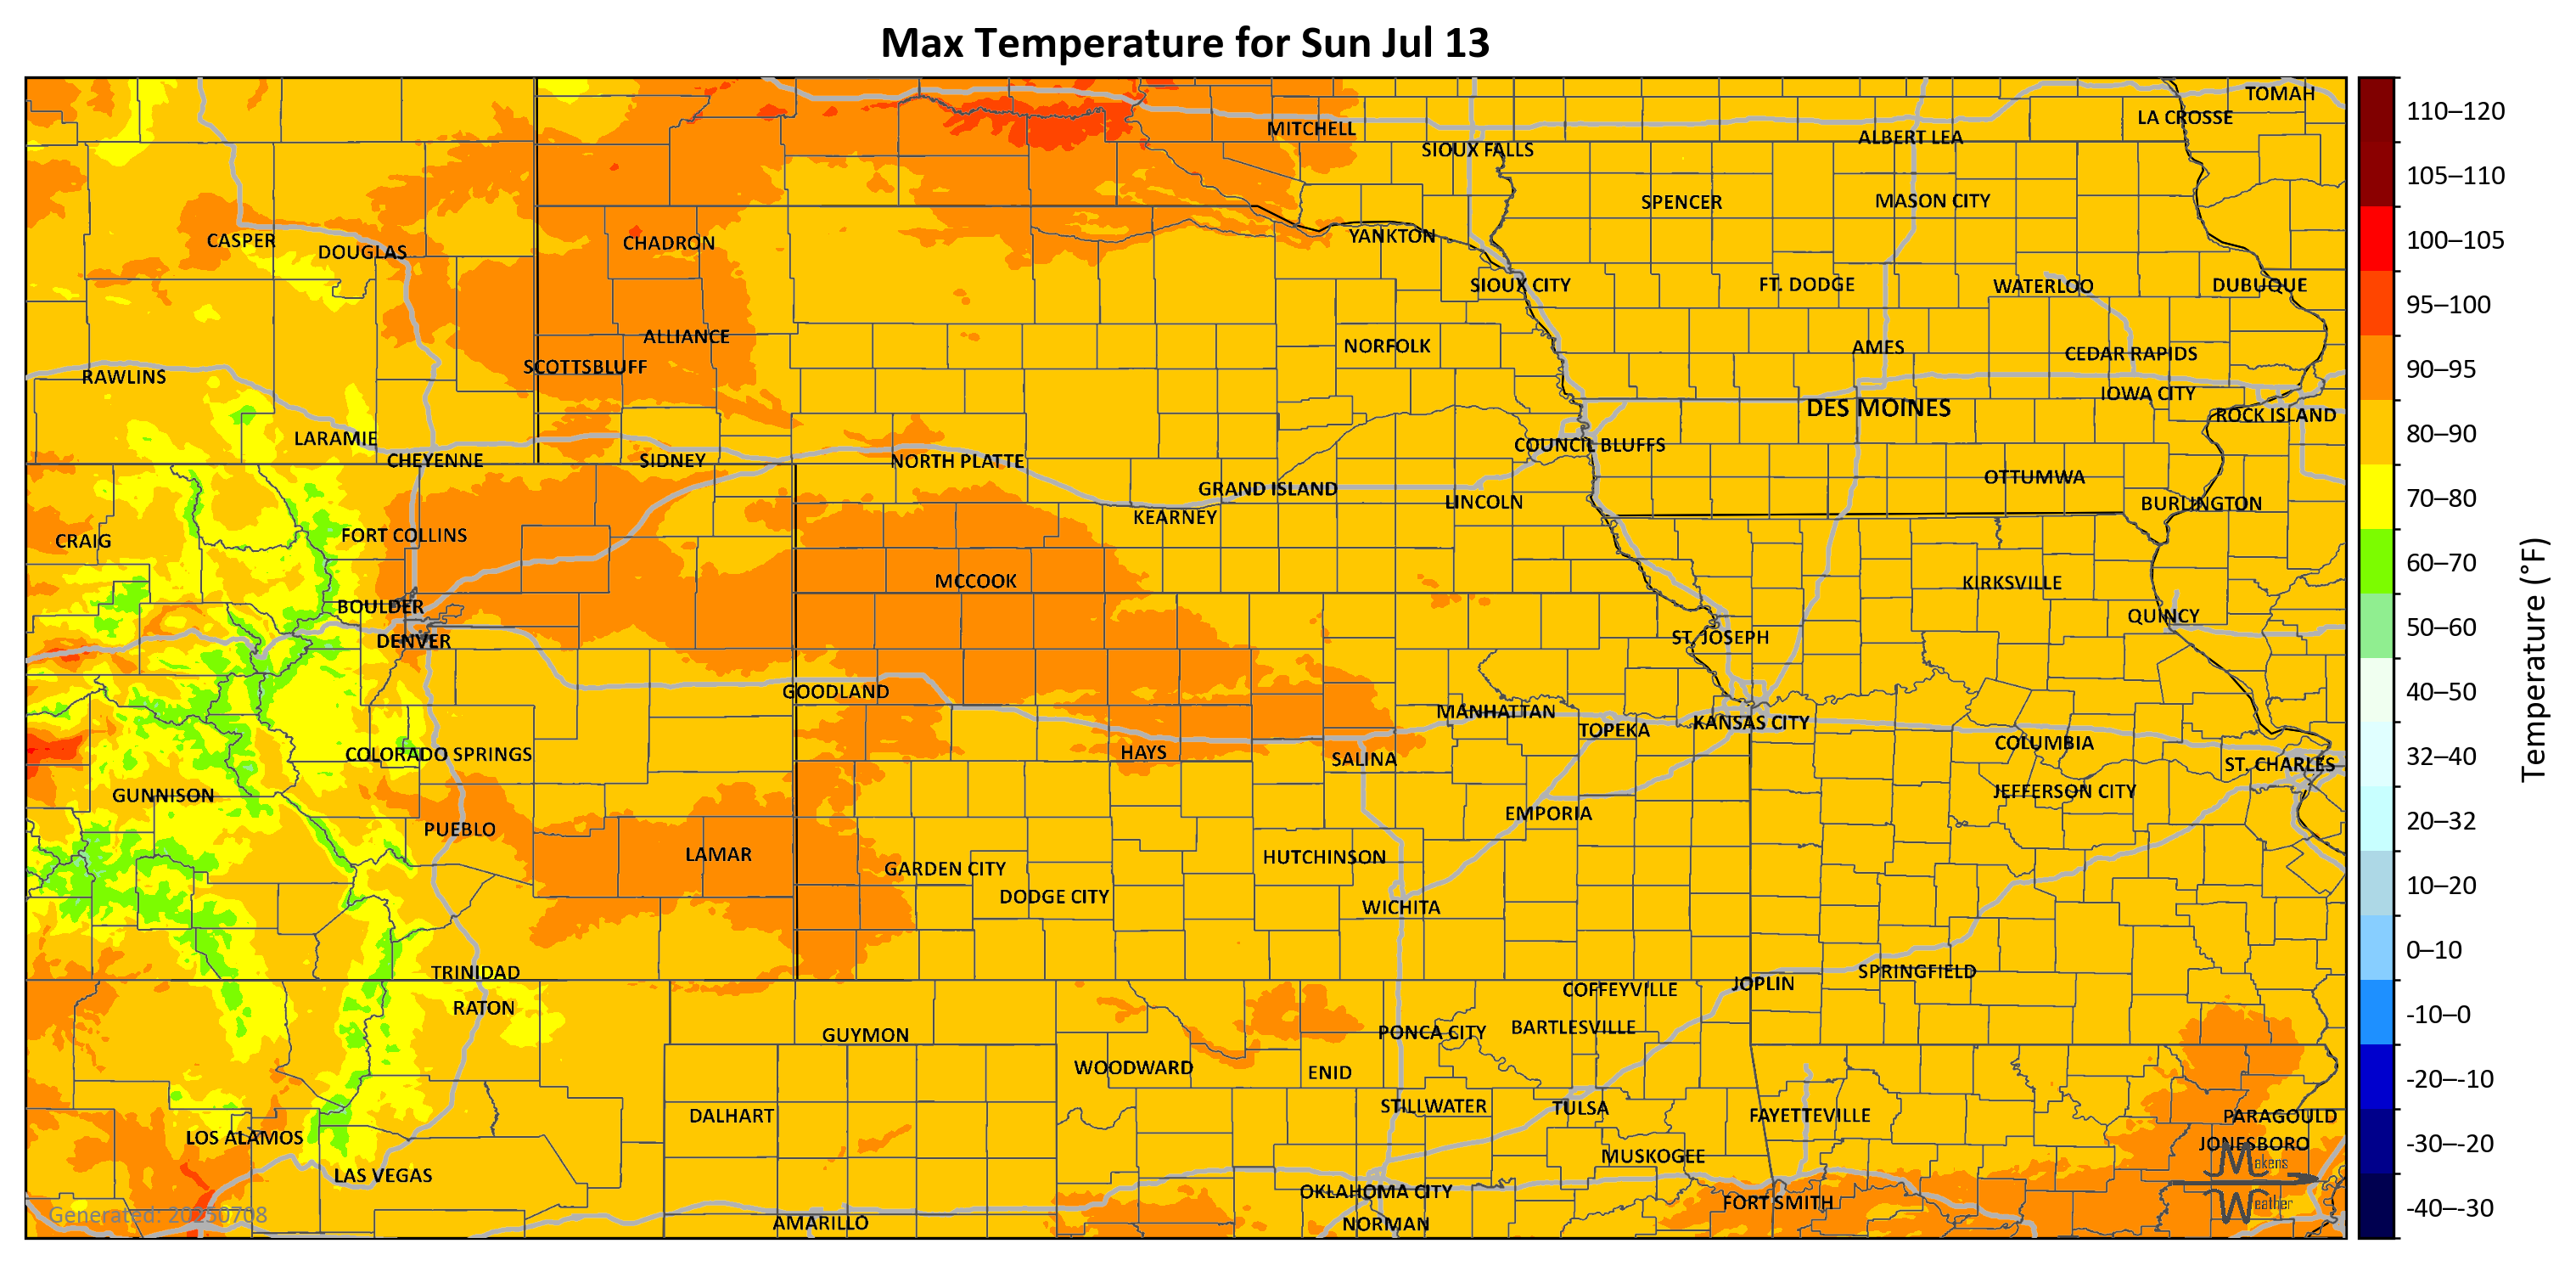 Max Temperature for Sun Jul 13
TOMAH
LA CROSSE
MITCHELL
ALBERT LEA
SIOUX FALLS
SPENCER
MASON CITY
CASPER
DOUGLAS
CHADRON
YANKTON
SIOUX CITY
FT. DODGE
WATERLOO
DUBUQUE
ALLIANCE
NORFOLK
AMES
CEDAR RAPIDS
SCOTTSBLUFF
RAWLINS
IOWA CITY
DES MOINES
ROCK ISLAND
LARAMIE
COUNCIL BLUFFS
CHEYENNE
SIDNEY
NORTH PLATTE
OTTUMWA
GRAND ISLAND
LINCOLN
BURLINGTON
KEARNEY
FORT COLLINS
CRAIG
MCCOOK
KIRKSVILLE
BOULDER
QUINCY
DENVER
ST. JOSEPH
GOODLAND
MANHATTAN
TOPEKA
KANSAS CITY
COLUMBIA
COLORADO SPRINGS
HAYS
SALINA
ST. CHARLES
GUNNISON
JEFFERSON CITY
EMPORIA
PUEBLO
LAMAR
HUTCHINSON
GARDEN CITY
DODGE CITY
WICHITA
TRINIDAD
SPRINGFIELD
JOPLIN
COFFEYVILLE
RATON
GUYMON
PONCA CITY
BARTLESVILLE
WOODWARD
ENID
DALHART
STILLWATER
TULSA
FAYETTEVILLE
PARAGOULD
LOS ALAMOS
JONESBORO
MUSKOGEE
LAS VEGAS
OKLAHOMA CITY
FORT SMITH
AMARILLO
NORMAN
Generated: 20250708
Makens
Weather
110–120
105–110
100–105
95–100
90–95
80–90
70–80
60–70
50–60
40–50
32–40
20–32
10–20
0–10
-10–0
-20–-10
-30–-20
-40–-30
Temperature (°F)